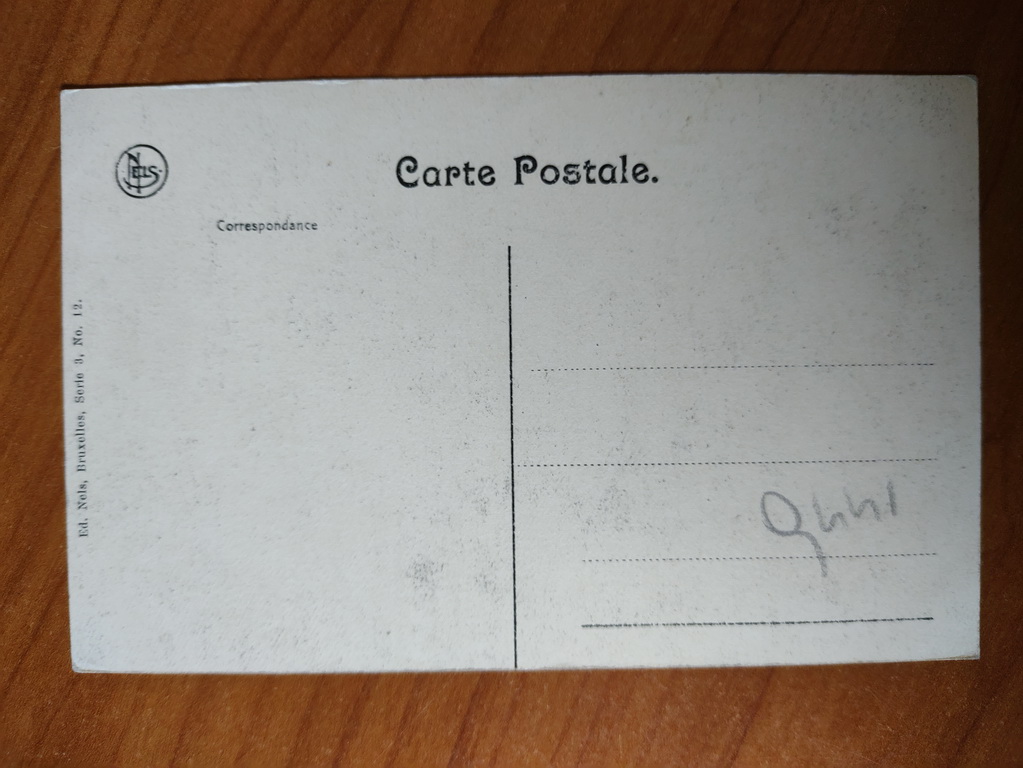 NELS
Carte Postale.
Correspondance
Ed. Nels, Bruxelles, Serie 3, No. 12.